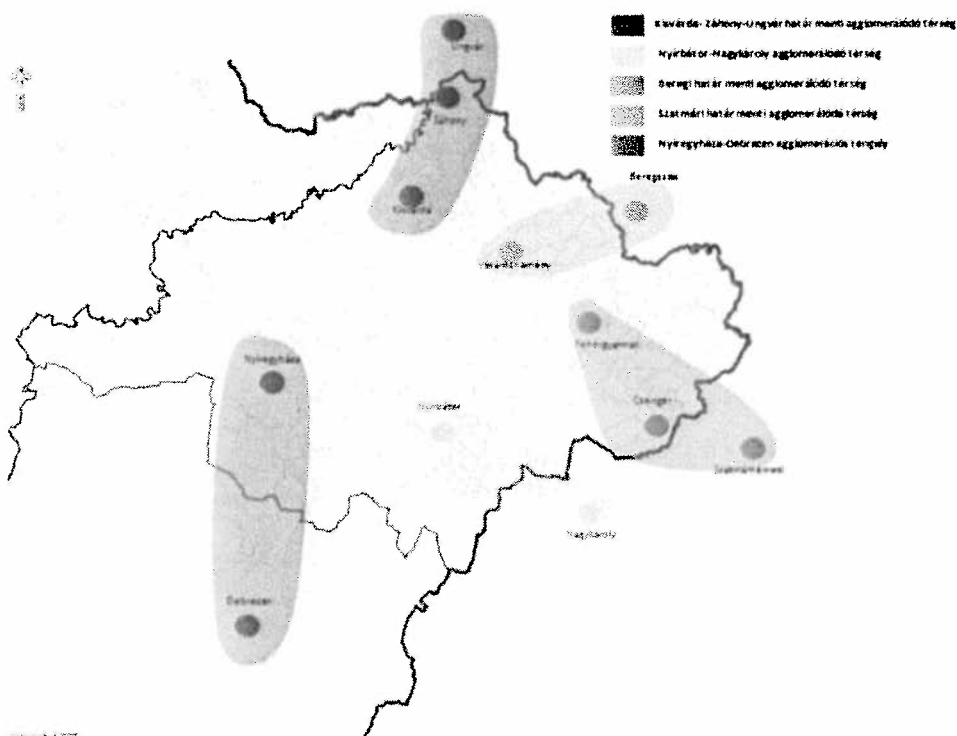 Kisvárda-Záhony-Ungvár határ menti agglomerálódó térség
Nyírbátor-Nagykároly agglomerálódó térség
Beregi határ menti agglomerálódó térség
Szatmári határ menti agglomerálódó térség
Nyíregyháza-Debrecen agglomerációs tengely
Ungvár
Záhony
Kisvárda
Beregszász
Vásárosnamény
Fehérgyarmat
Nyíregyháza
Csenger
Nyírbátor
Szatmárnémeti
Nagykároly
Debrecen